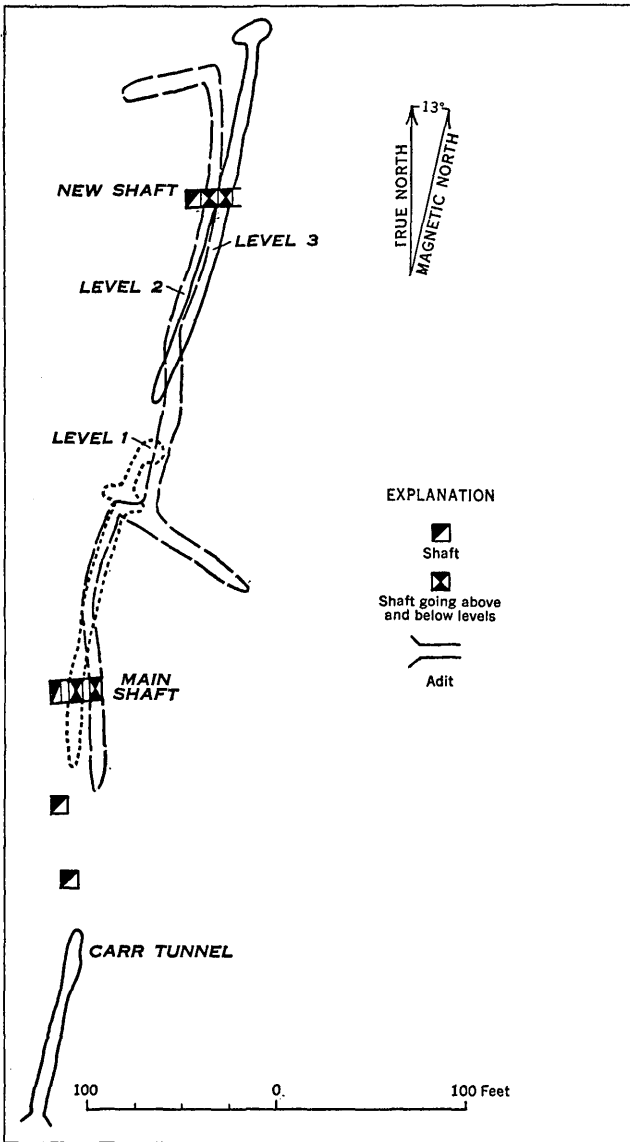 13°
TRUE NORTH
MAGNETIC NORTH
NEW SHAFT
LEVEL 3
LEVEL 2
LEVEL 1
EXPLANATION
Shaft
Shaft going above
and below levels
Adit
MAIN
SHAFT
CARR TUNNEL
100 0 100 Feet